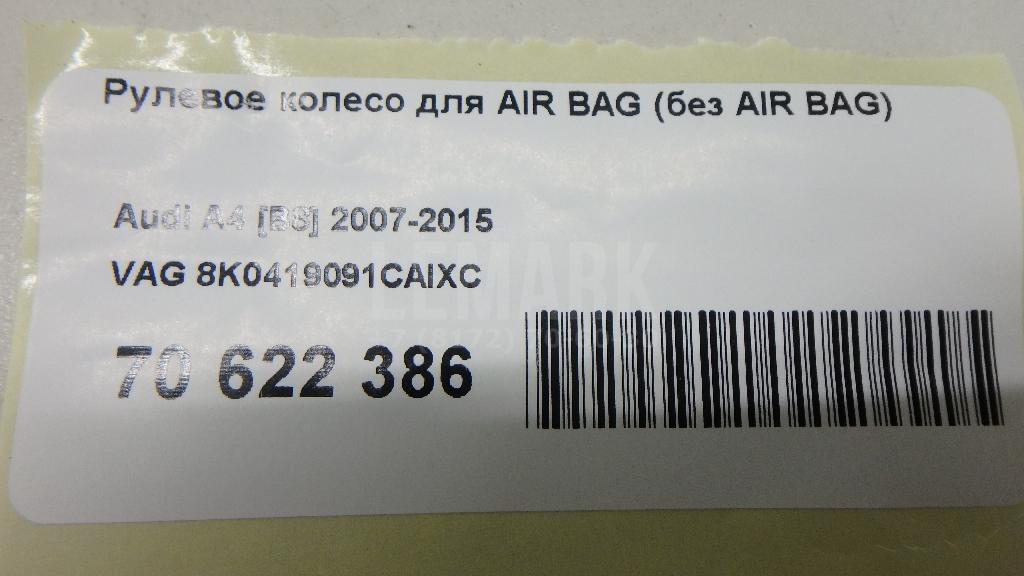 Рулевое колесо для AIR BAG (без AIR BAG)
Audi A4 [B8] 2007-2015
VAG 8K0419091CAIXC
LEMARK
70 622 386